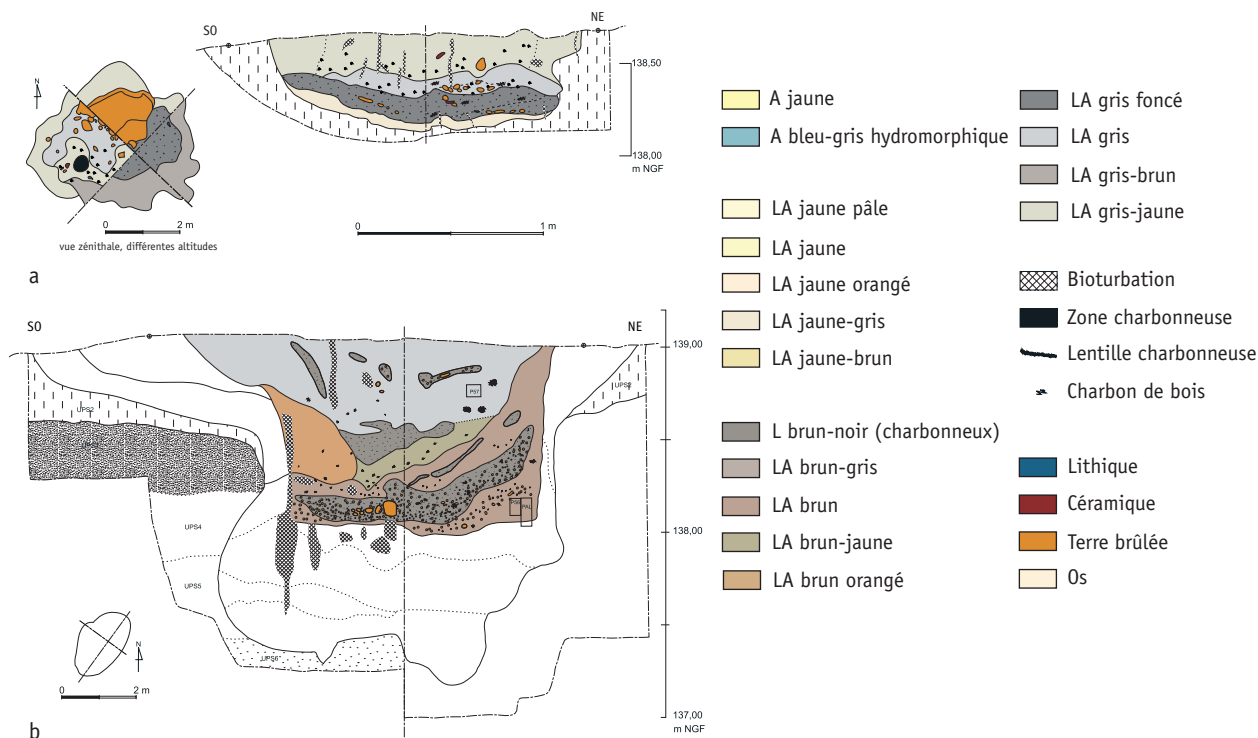 SO
NE
138,50
138,00
m NGF
N
0 2 m
vue zénithale, différentes altitudes
0 1 m
a
SO
NE
139,00
138,00
137,00
m NGF
UPS2
UPS2
P57
UPS4
UPS5
UPS6
N
0 2 m
b
A jaune
A bleu-gris hydromorphique
LA jaune pâle
LA jaune
LA jaune orangé
LA jaune-gris
LA jaune-brun
L brun-noir (charbonneux)
LA brun-gris
LA brun
LA brun-jaune
LA brun orangé
LA gris foncé
LA gris
LA gris-brun
LA gris-jaune
Bioturbation
Zone charbonneuse
Lentille charbonneuse
Charbon de bois
Lithique
Céramique
Terre brûlée
Os